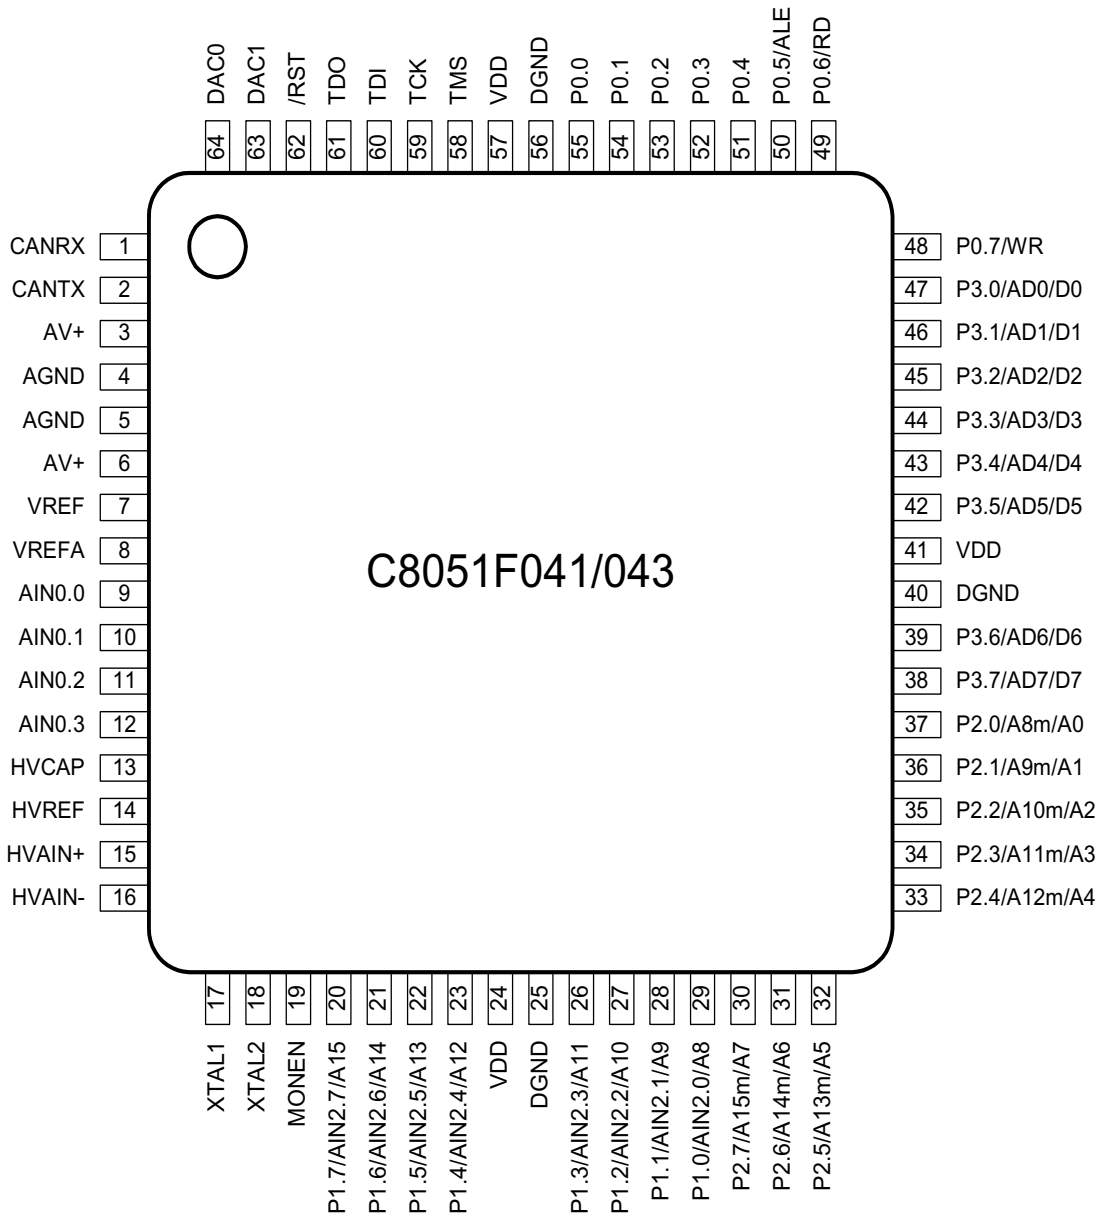 DAC0
DAC1
/RST
TDO
TDI
TCK
TMS
VDD
DGND
P0.0
P0.1
P0.2
P0.3
P0.4
P0.5/ALE
P0.6/RD
64
63
62
61
60
59
58
57
56
55
54
53
52
51
50
49
CANRX 1
CANTX 2
AV+ 3
AGND 4
AGND 5
AV+ 6
VREF 7
VREFA 8
AIN0.0 9
AIN0.1 10
AIN0.2 11
AIN0.3 12
HVCAP 13
HVREF 14
HVAIN+ 15
HVAIN- 16
C8051F041/043
48 P0.7/WR
47 P3.0/AD0/D0
46 P3.1/AD1/D1
45 P3.2/AD2/D2
44 P3.3/AD3/D3
43 P3.4/AD4/D4
42 P3.5/AD5/D5
41 VDD
40 DGND
39 P3.6/AD6/D6
38 P3.7/AD7/D7
37 P2.0/A8m/A0
36 P2.1/A9m/A1
35 P2.2/A10m/A2
34 P2.3/A11m/A3
33 P2.4/A12m/A4
17
18
19
20
21
22
23
24
25
26
27
28
29
30
31
32
XTAL1
XTAL2
MONEN
P1.7/AIN2.7/A15
P1.6/AIN2.6/A14
P1.5/AIN2.5/A13
P1.4/AIN2.4/A12
VDD
DGND
P1.3/AIN2.3/A11
P1.2/AIN2.2/A10
P1.1/AIN2.1/A9
P1.0/AIN2.0/A8
P2.7/A15m/A7
P2.6/A14m/A6
P2.5/A13m/A5